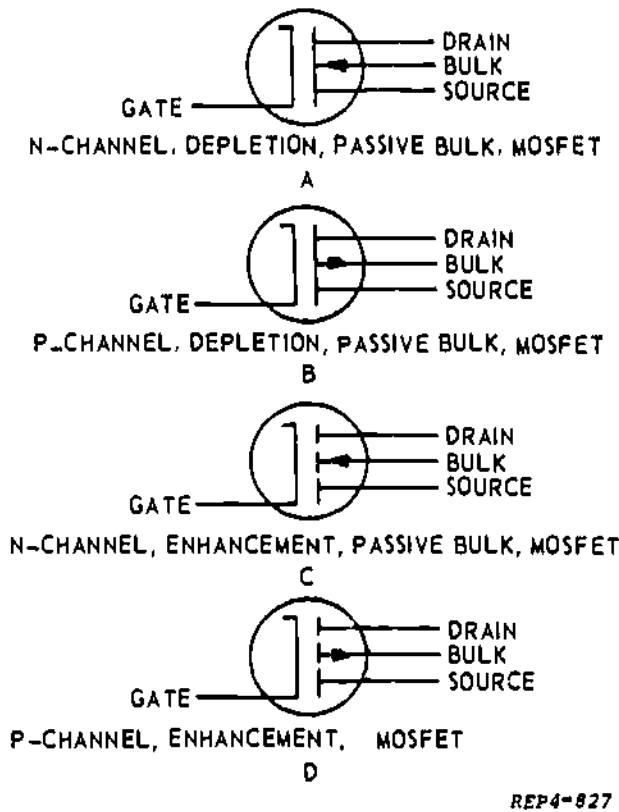 DRAIN
BULK
SOURCE
GATE
N-CHANNEL, DEPLETION, PASSIVE BULK, MOSFET
A
DRAIN
BULK
SOURCE
GATE
P-CHANNEL, DEPLETION, PASSIVE BULK, MOSFET
B
DRAIN
BULK
SOURCE
GATE
N-CHANNEL, ENHANCEMENT, PASSIVE BULK, MOSFET
C
DRAIN
BULK
SOURCE
GATE
P-CHANNEL, ENHANCEMENT, MOSFET
D
REP4-827